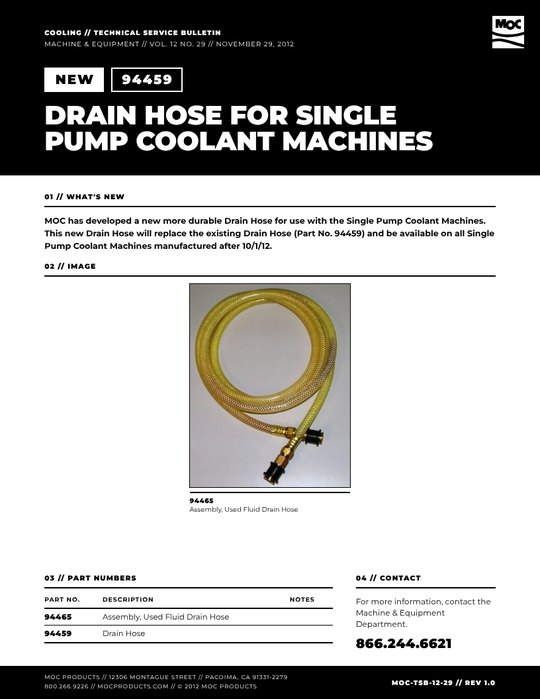 COOLING // TECHNICAL SERVICE BULLETIN
MACHINE & EQUIPMENT // VOL. 12 NO. 29 // NOVEMBER 29, 2012
MOC
NEW 94459
DRAIN HOSE FOR SINGLE
PUMP COOLANT MACHINES
01 // WHAT'S NEW
MOC has developed a new more durable Drain Hose for use with the Single Pump Coolant Machines.
This new Drain Hose will replace the existing Drain Hose (Part No. 94459) and be available on all Single
Pump Coolant Machines manufactured after 10/1/12.
02 // IMAGE
94465
Assembly, Used Fluid Drain Hose
03 // PART NUMBERS
PART NO. DESCRIPTION NOTES
94465 Assembly, Used Fluid Drain Hose
94459 Drain Hose
04 // CONTACT
For more information, contact the
Machine & Equipment
Department.
866.244.6621
MOC PRODUCTS // 12306 MONTAGUE STREET // PACOIMA, CA 91331-2279
800.266.9226 // MOCPRODUCTS.COM // © 2012 MOC PRODUCTS
MOC-TSB-12-29 // REV 1.0